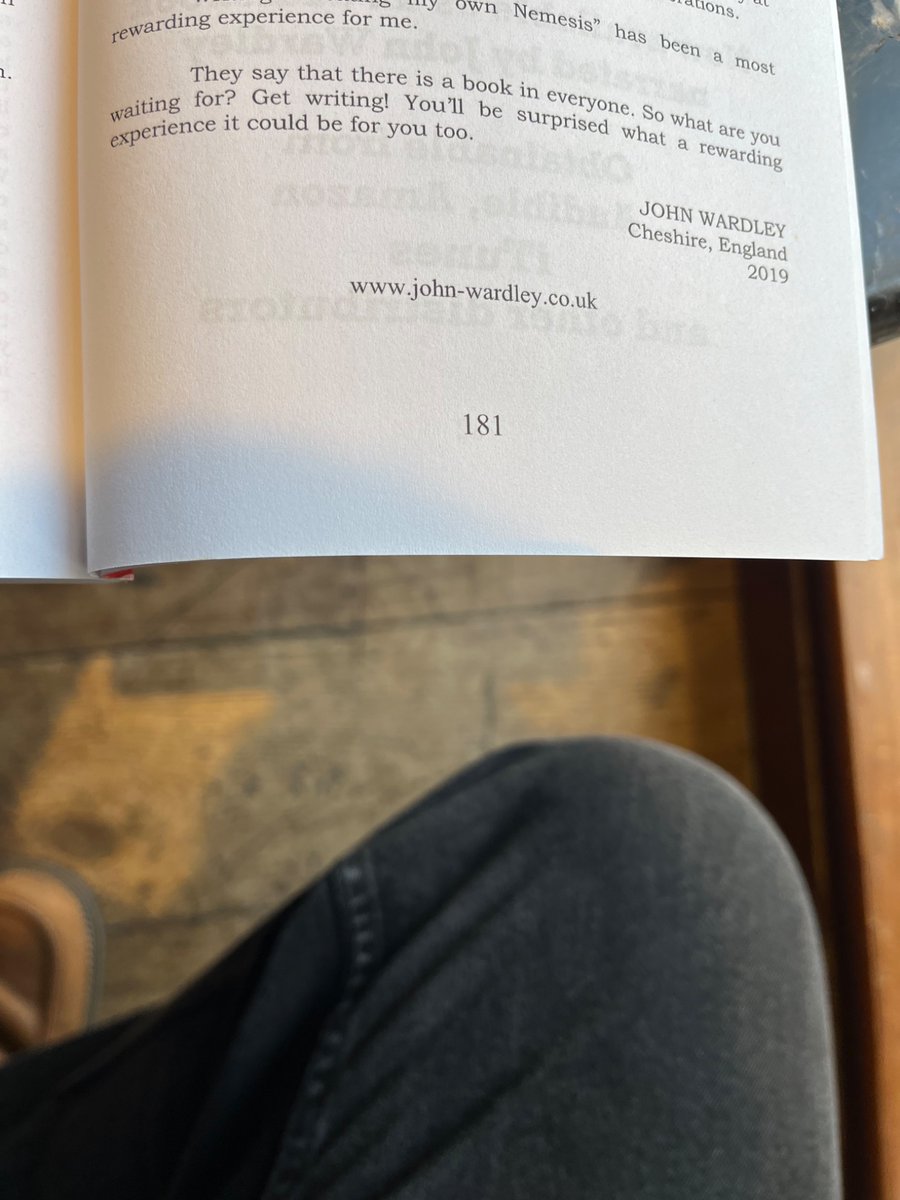 own Nemesis” has been a most
rewarding experience for me.
They say that there is a book in everyone. So what are you
waiting for? Get writing! You’ll be surprised what a rewarding
experience it could be for you too.
JOHN WARDLEY
Cheshire, England
2019
www.john-wardley.co.uk
181